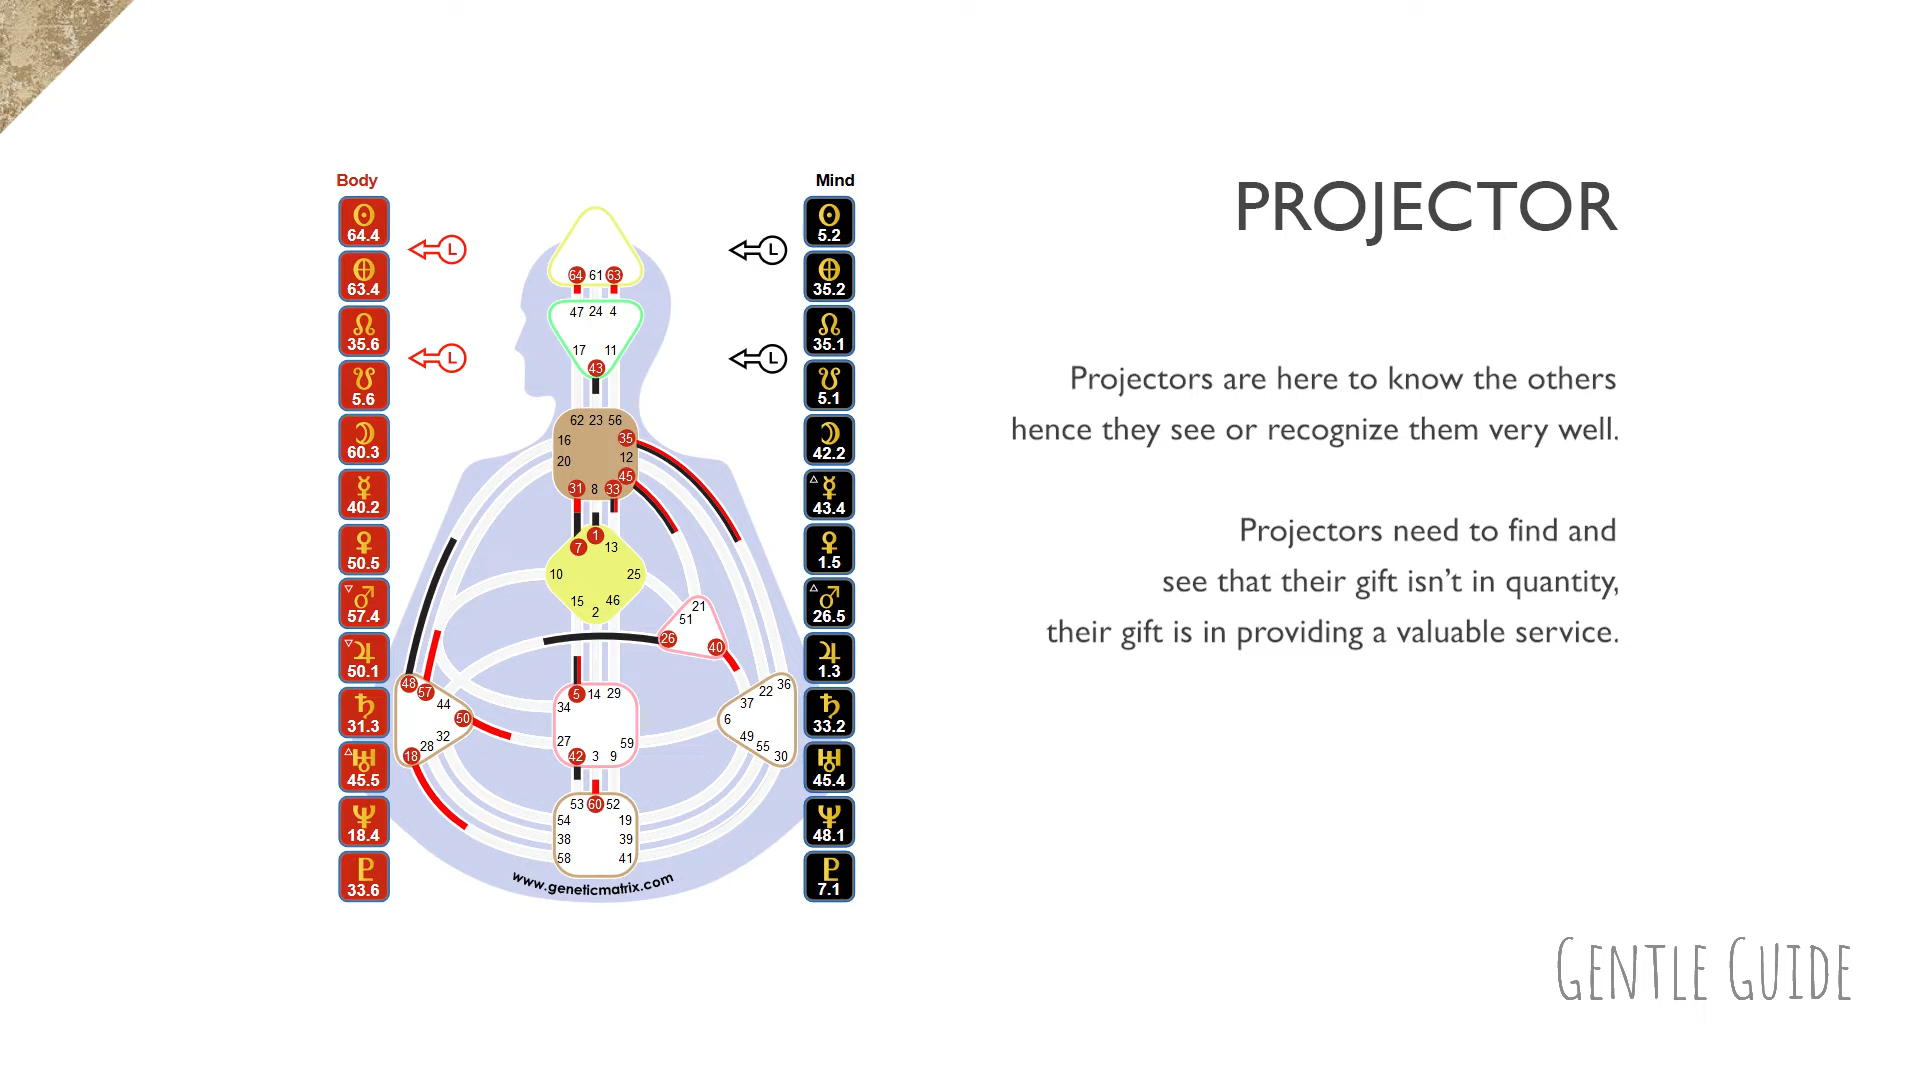 Body
Mind
64.4
63.4
35.6
5.6
60.3
40.2
50.5
57.4
50.1
31.3
45.5
18.4
33.6
L
L
L
L
64 61 63
47 24 4
17 11
43
62 23 56
16 35
20 12
45
31 8 33
1
7 13
10 25
15 46
2
21
51
26 40
48 57
44
50
32
28
18
5 14 29
34
27 59
42 3 9
36
22
37
6
49
55
30
53 60 52
54 19
38 39
58 41
www.geneticmatrix.com
5.2
35.2
35.1
5.1
42.2
43.4
1.5
26.5
1.3
33.2
45.4
48.1
7.1
PROJECTOR
Projectors are here to know the others
hence they see or recognize them very well.
Projectors need to find and
see that their gift isn’t in quantity,
their gift is in providing a valuable service.
GENTLE GUIDE